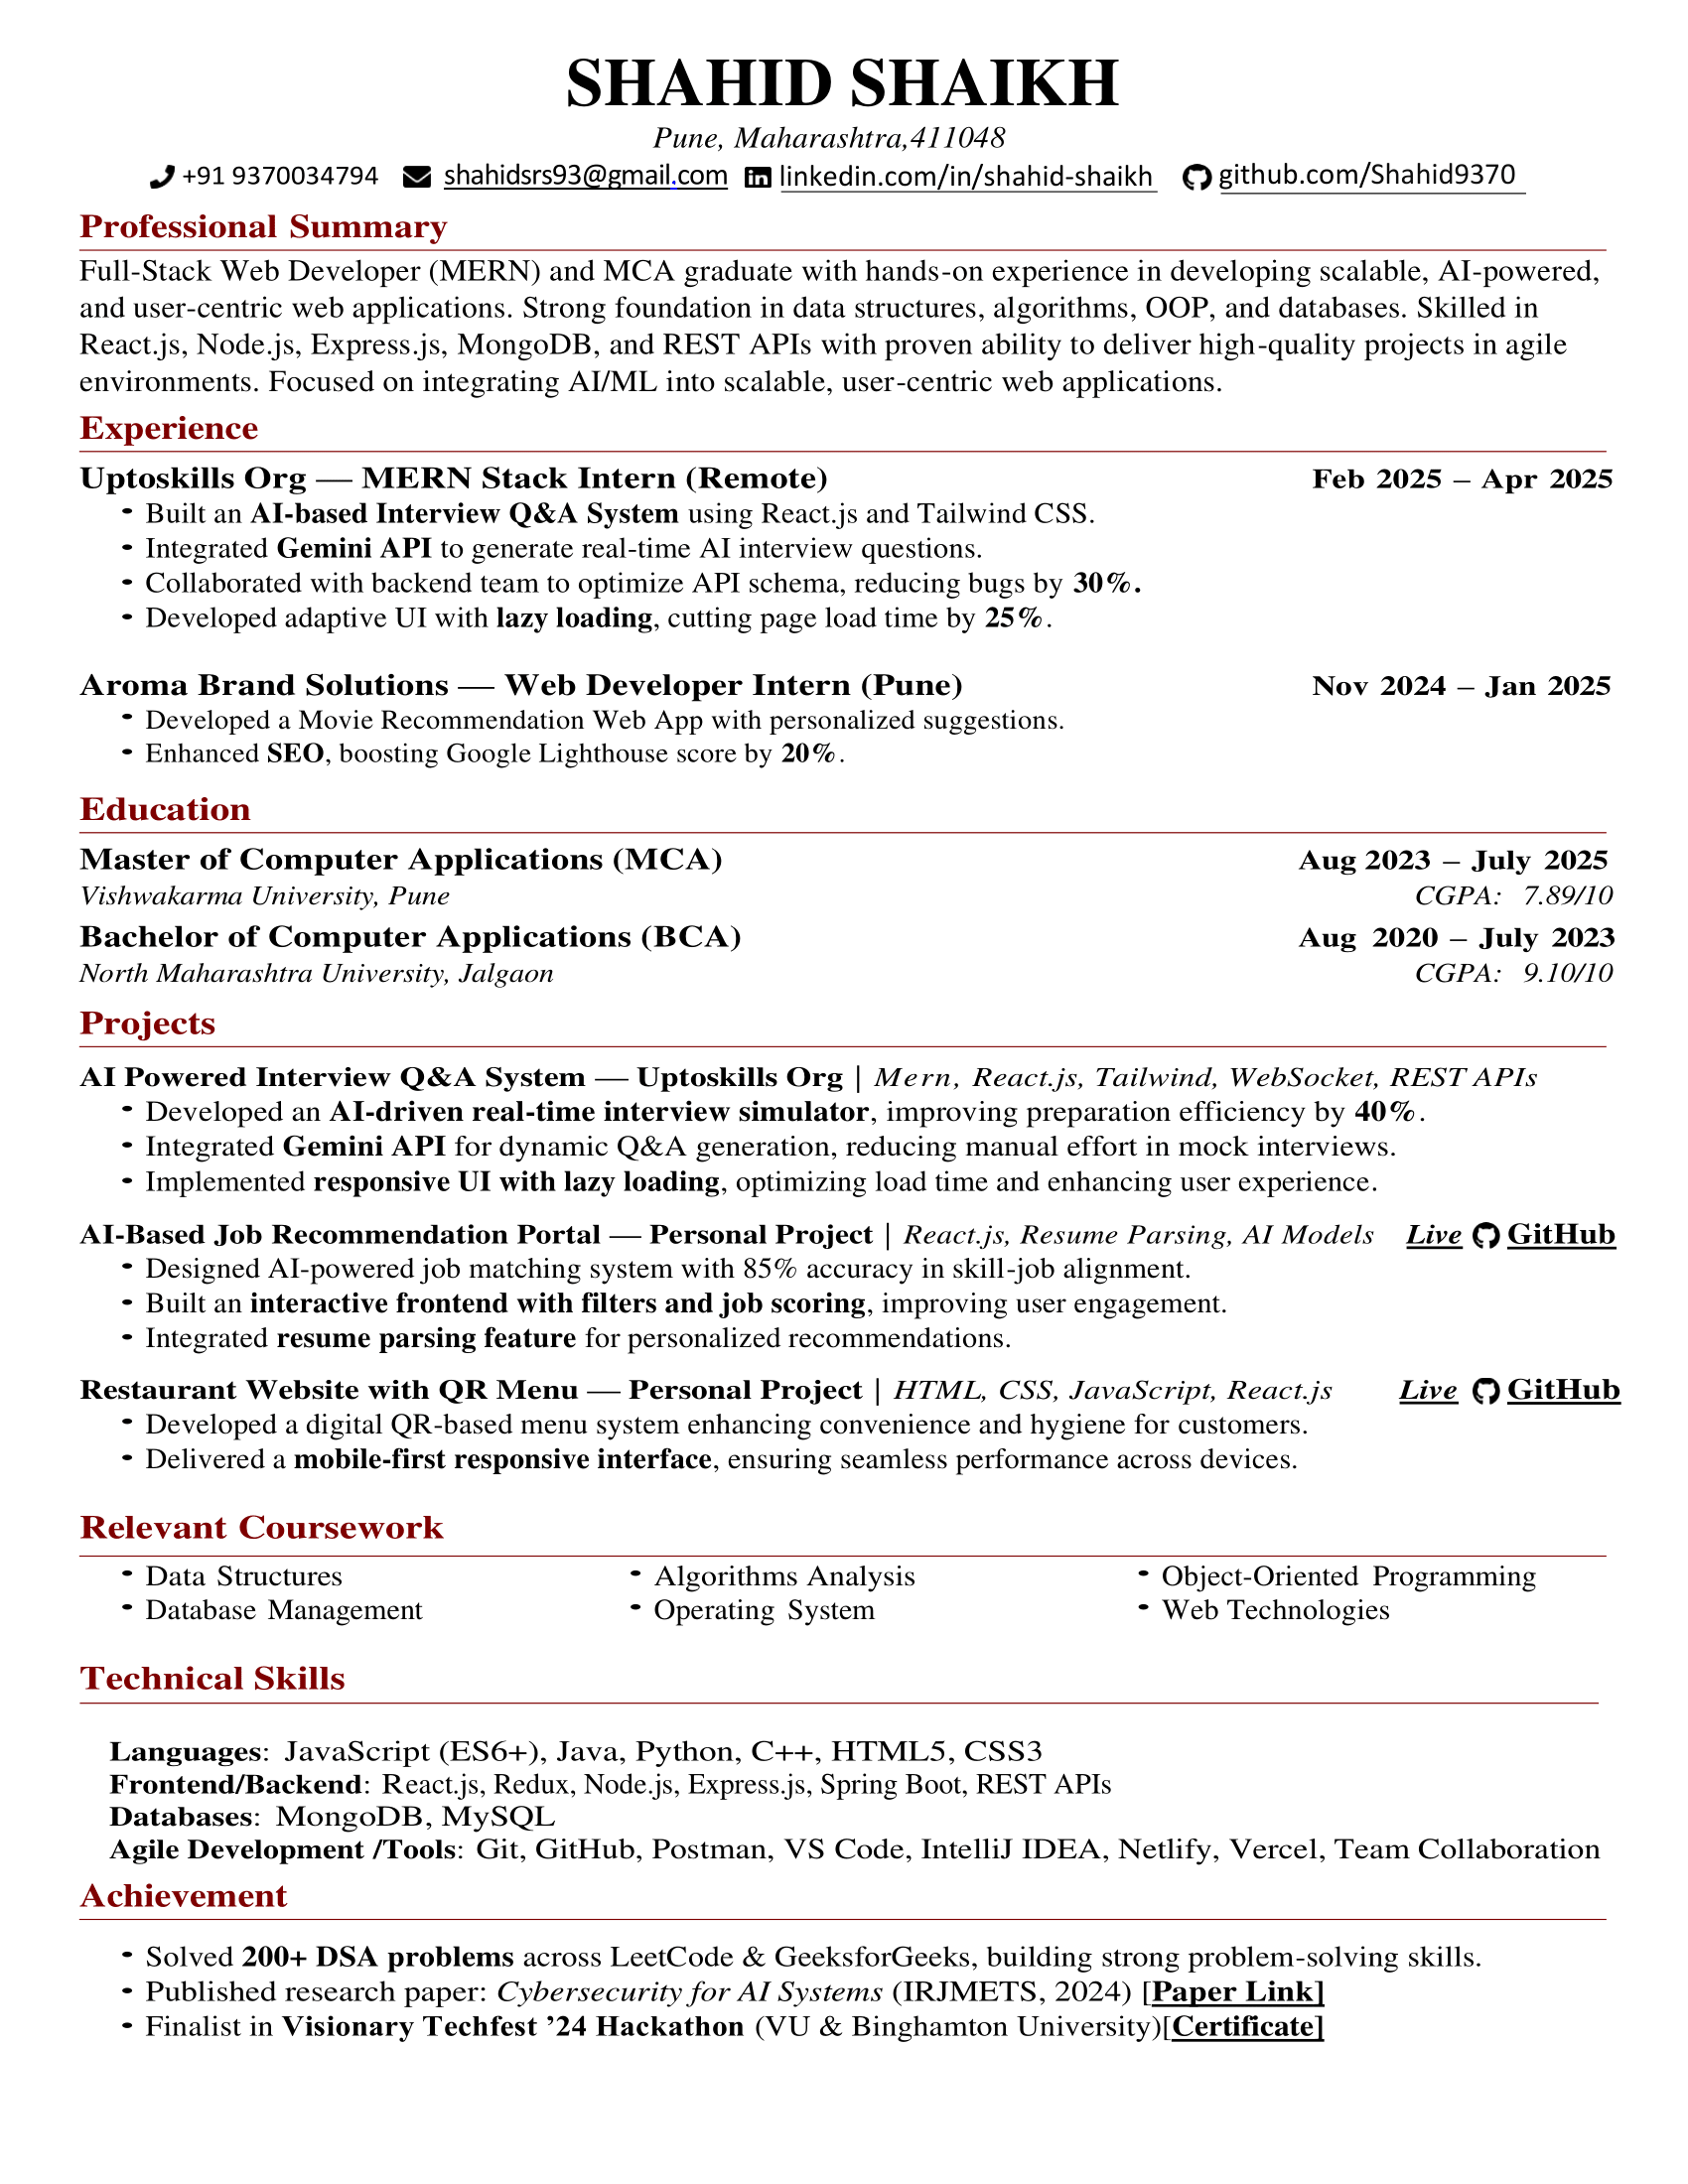 SHAHID SHAIKH
Pune, Maharashtra,411048
+91 9370034794 shahidsrs93@gmail.com linkedin.com/in/shahid-shaikh github.com/Shahid9370
Professional Summary
Full-Stack Web Developer (MERN) and MCA graduate with hands-on experience in developing scalable, AI-powered,
and user-centric web applications. Strong foundation in data structures, algorithms, OOP, and databases. Skilled in
React.js, Node.js, Express.js, MongoDB, and REST APIs with proven ability to deliver high-quality projects in agile
environments. Focused on integrating AI/ML into scalable, user-centric web applications.
Experience
Uptoskills Org — MERN Stack Intern (Remote) Feb 2025 – Apr 2025
- Built an AI-based Interview Q&A System using React.js and Tailwind CSS.
- Integrated Gemini API to generate real-time AI interview questions.
- Collaborated with backend team to optimize API schema, reducing bugs by 30%.
- Developed adaptive UI with lazy loading, cutting page load time by 25%.
Aroma Brand Solutions — Web Developer Intern (Pune) Nov 2024 – Jan 2025
- Developed a Movie Recommendation Web App with personalized suggestions.
- Enhanced SEO, boosting Google Lighthouse score by 20%.
Education
Master of Computer Applications (MCA) Aug 2023 – July 2025
Vishwakarma University, Pune CGPA: 7.89/10
Bachelor of Computer Applications (BCA) Aug 2020 – July 2023
North Maharashtra University, Jalgaon CGPA: 9.10/10
Projects
AI Powered Interview Q&A System — Uptoskills Org | Mern, React.js, Tailwind, WebSocket, REST APIs
- Developed an AI-driven real-time interview simulator, improving preparation efficiency by 40%.
- Integrated Gemini API for dynamic Q&A generation, reducing manual effort in mock interviews.
- Implemented responsive UI with lazy loading, optimizing load time and enhancing user experience.
AI-Based Job Recommendation Portal — Personal Project | React.js, Resume Parsing, AI Models Live GitHub
- Designed AI-powered job matching system with 85% accuracy in skill-job alignment.
- Built an interactive frontend with filters and job scoring, improving user engagement.
- Integrated resume parsing feature for personalized recommendations.
Restaurant Website with QR Menu — Personal Project | HTML, CSS, JavaScript, React.js Live GitHub
- Developed a digital QR-based menu system enhancing convenience and hygiene for customers.
- Delivered a mobile-first responsive interface, ensuring seamless performance across devices.
Relevant Coursework
- Data Structures - Algorithms Analysis - Object-Oriented Programming
- Database Management - Operating System - Web Technologies
Technical Skills
Languages: JavaScript (ES6+), Java, Python, C++, HTML5, CSS3
Frontend/Backend: React.js, Redux, Node.js, Express.js, Spring Boot, REST APIs
Databases: MongoDB, MySQL
Agile Development /Tools: Git, GitHub, Postman, VS Code, IntelliJ IDEA, Netlify, Vercel, Team Collaboration
Achievement
- Solved 200+ DSA problems across LeetCode & GeeksforGeeks, building strong problem-solving skills.
- Published research paper: Cybersecurity for AI Systems (IRJMETS, 2024) [Paper Link]
- Finalist in Visionary Techfest ’24 Hackathon (VU & Binghamton University)[Certificate]